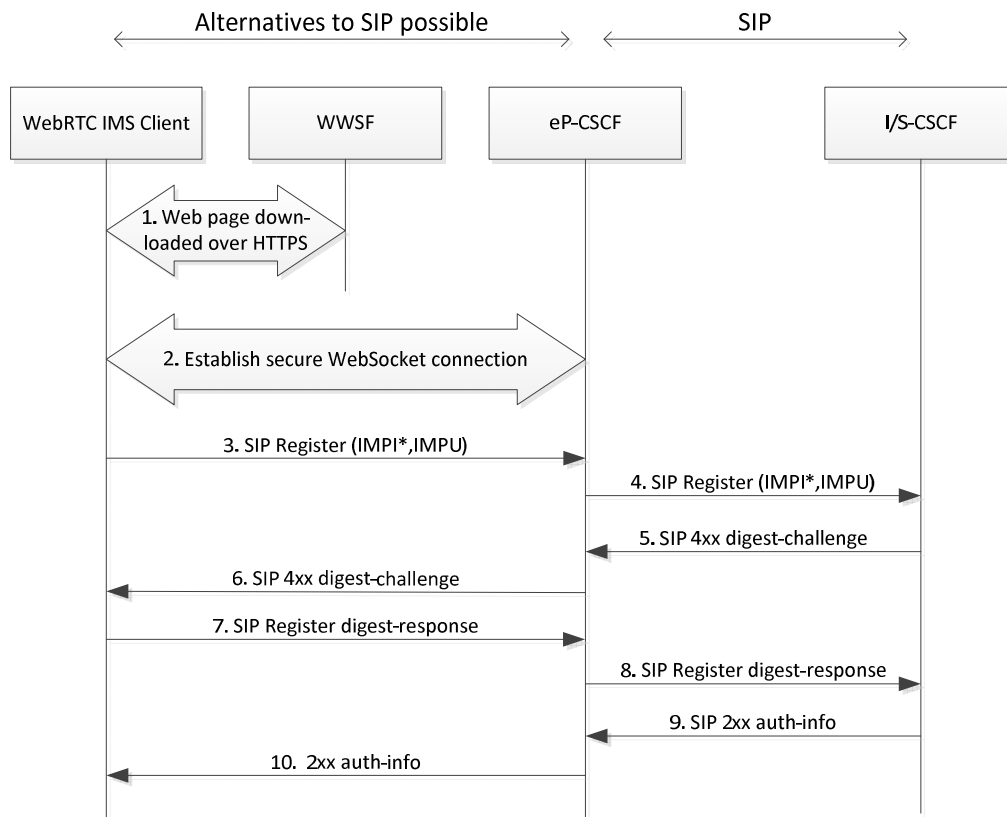 Alternatives to SIP possible
SIP
WebRTC IMS Client
WWSF
eP-CSCF
I/S-CSCF
1. Web page down-
loaded over HTTPS
2. Establish secure WebSocket connection
3. SIP Register (IMPI*,IMPU)
4. SIP Register (IMPI*,IMPU)
5. SIP 4xx digest-challenge
6. SIP 4xx digest-challenge
7. SIP Register digest-response
8. SIP Register digest-response
9. SIP 2xx auth-info
10. 2xx auth-info